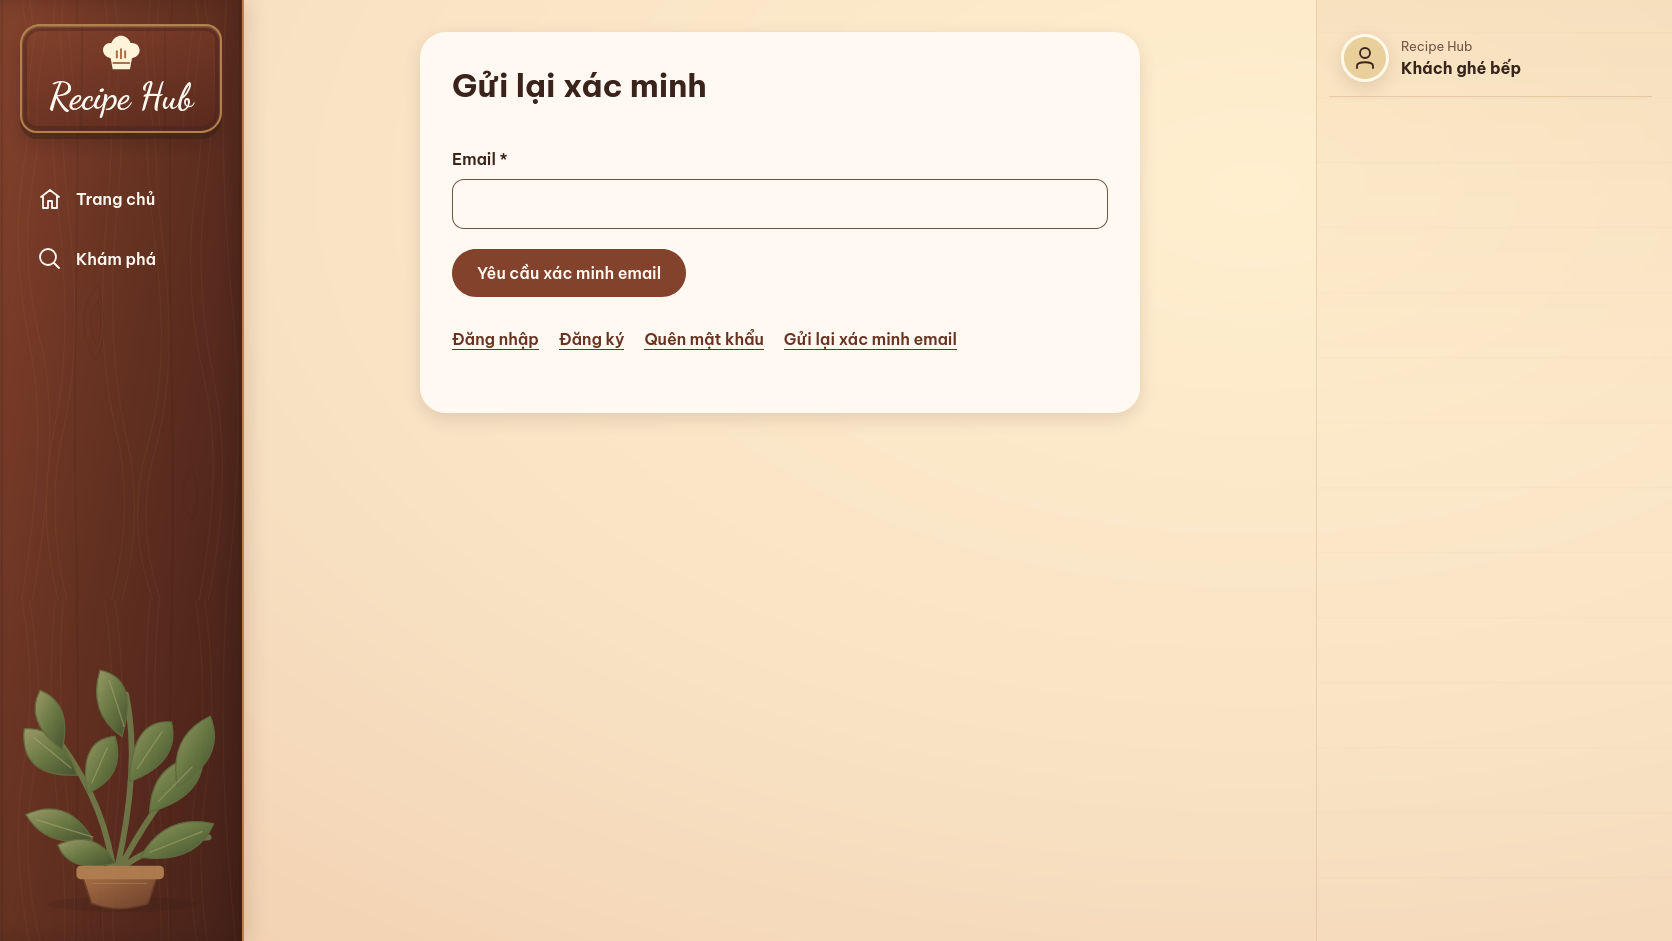 Recipe Hub
Trang chủ
Khám phá
Gửi lại xác minh
Email *
Yêu cầu xác minh email
Đăng nhập Đăng ký Quên mật khẩu Gửi lại xác minh email
Recipe Hub
Khách ghé bếp